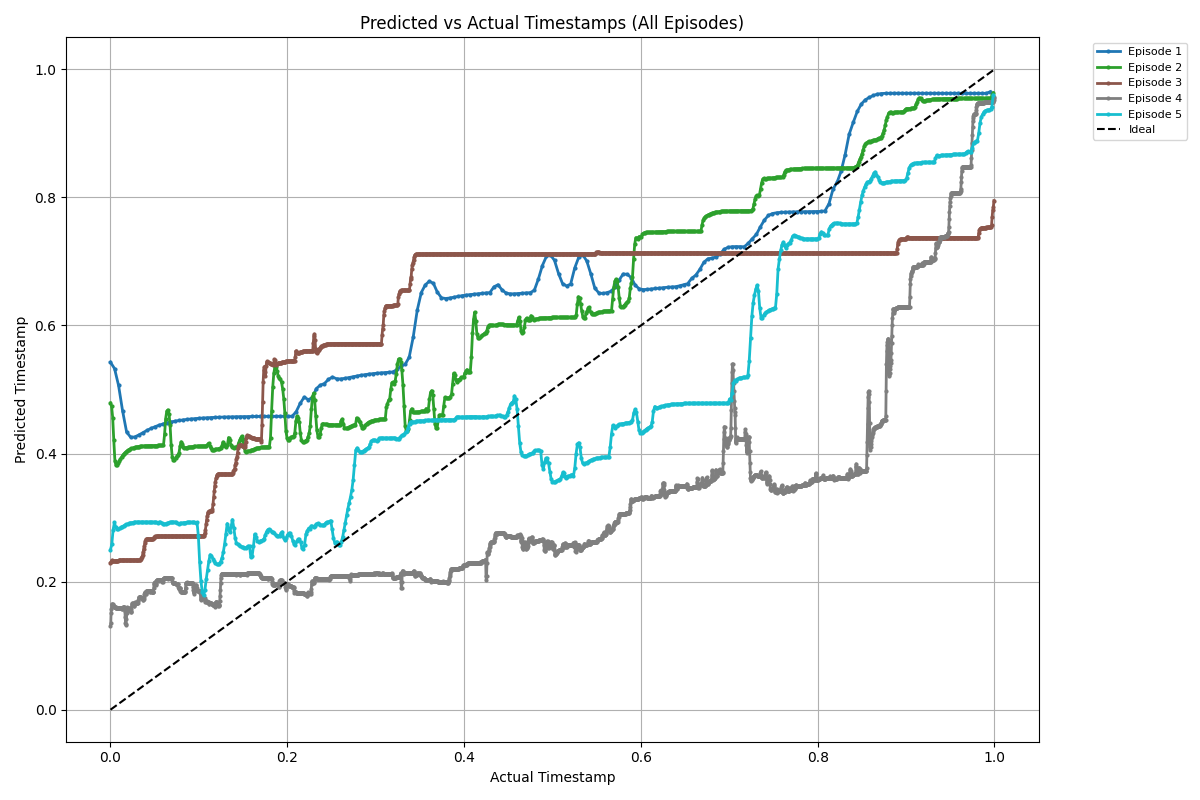 Predicted vs Actual Timestamps (All Episodes)
Episode 1
Episode 2
Episode 3
Episode 4
Episode 5
Ideal
Predicted Timestamp
1.0
0.8
0.6
0.4
0.2
0.0
0.0 0.2 0.4 0.6 0.8 1.0
Actual Timestamp